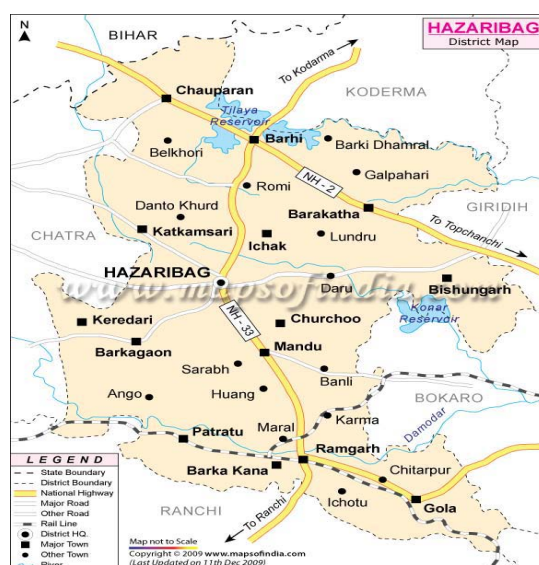 HAZARIBAG
District Map
N
BIHAR
To Kodarma
KODERMA
Chauparan
Tilaya
Reservoir
Barhi
Belkhori
Barki Dhamral
Galpahari
Romi
NH - 2
Danto Khurd
Barakatha
GIRIDIH
To Topchanchi
CHATRA
Katkamsari
Ichak
Lundru
HAZARIBAG
Daru
Bishungarh
www.mapsofindia.com
Konar
Reservoir
Keredari
NH - 33
Churchoo
Barkagaon
Mandu
Sarabh
Banli
Ango
Huang
BOKARO
Karma
Damodar
Patratu
Maral
Ramgarh
Barka Kana
Chitarpur
Ichotu
Gola
RANCHI
To Ranchi
LEGEND
State Boundary
District Boundary
National Highway
Major Road
Other Road
Rail Line
District HQ.
Major Town
Other Town
River
Map not to Scale
Copyright © 2009 www.mapsofindia.com
(Last Updated on 11th Dec 2009)